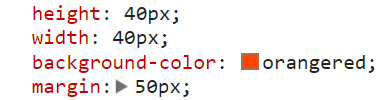 height: 40px;
width: 40px;
background-color: orangered;
margin: 50px;